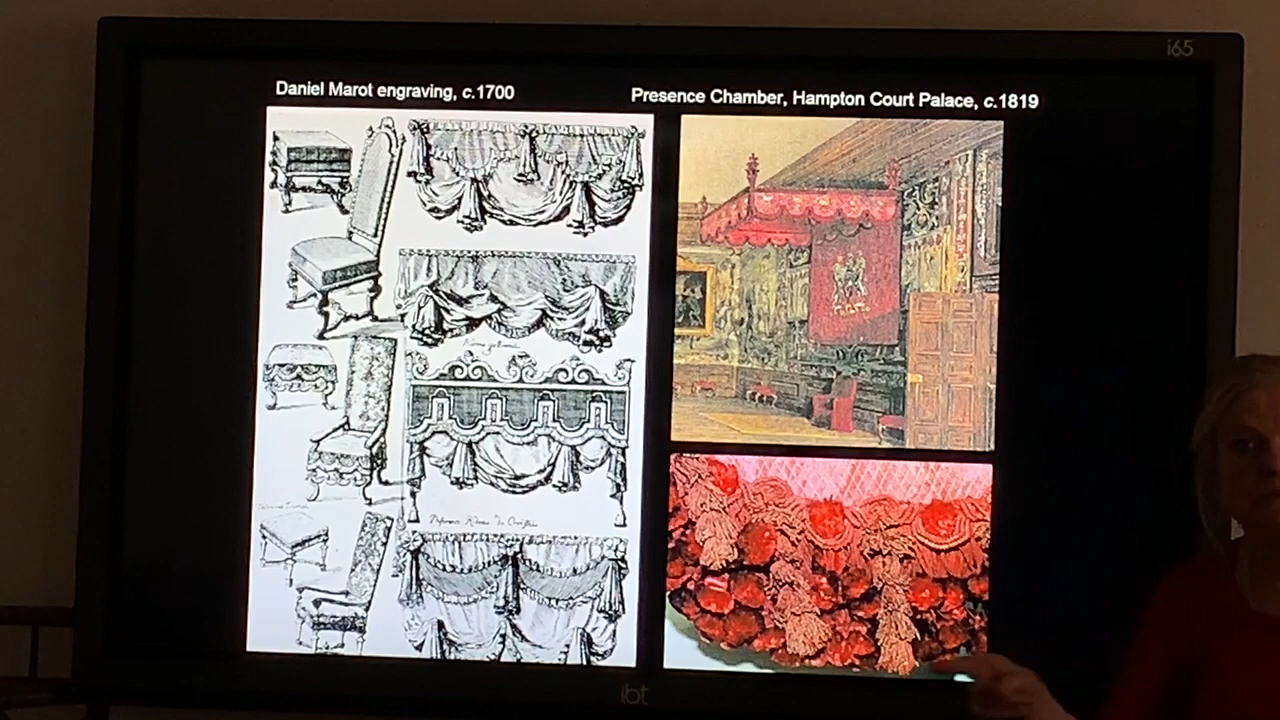 i65
Daniel Marot engraving, c.1700
Presence Chamber, Hampton Court Palace, c.1819
ibt